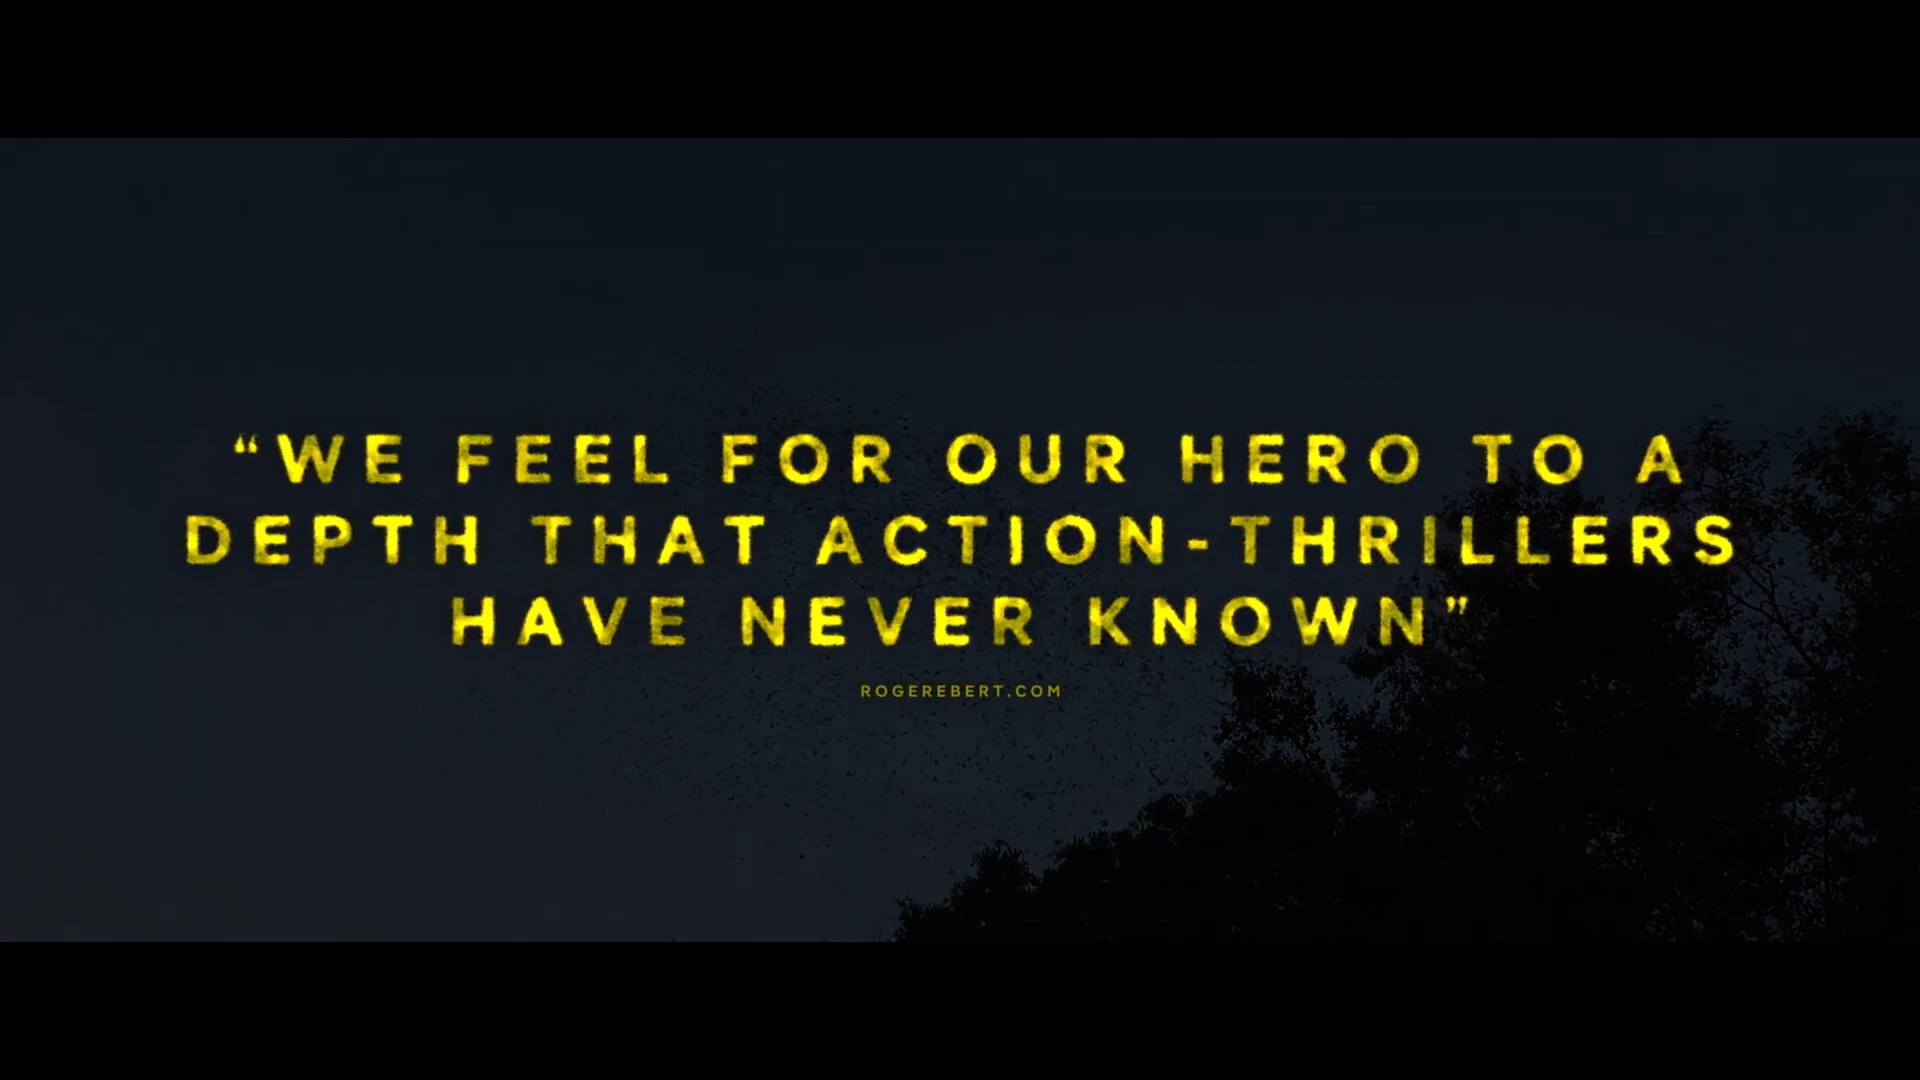 “WE FEEL FOR OUR HERO TO A
DEPTH THAT ACTION-THRILLERS
HAVE NEVER KNOWN”
ROGEREBERT.COM